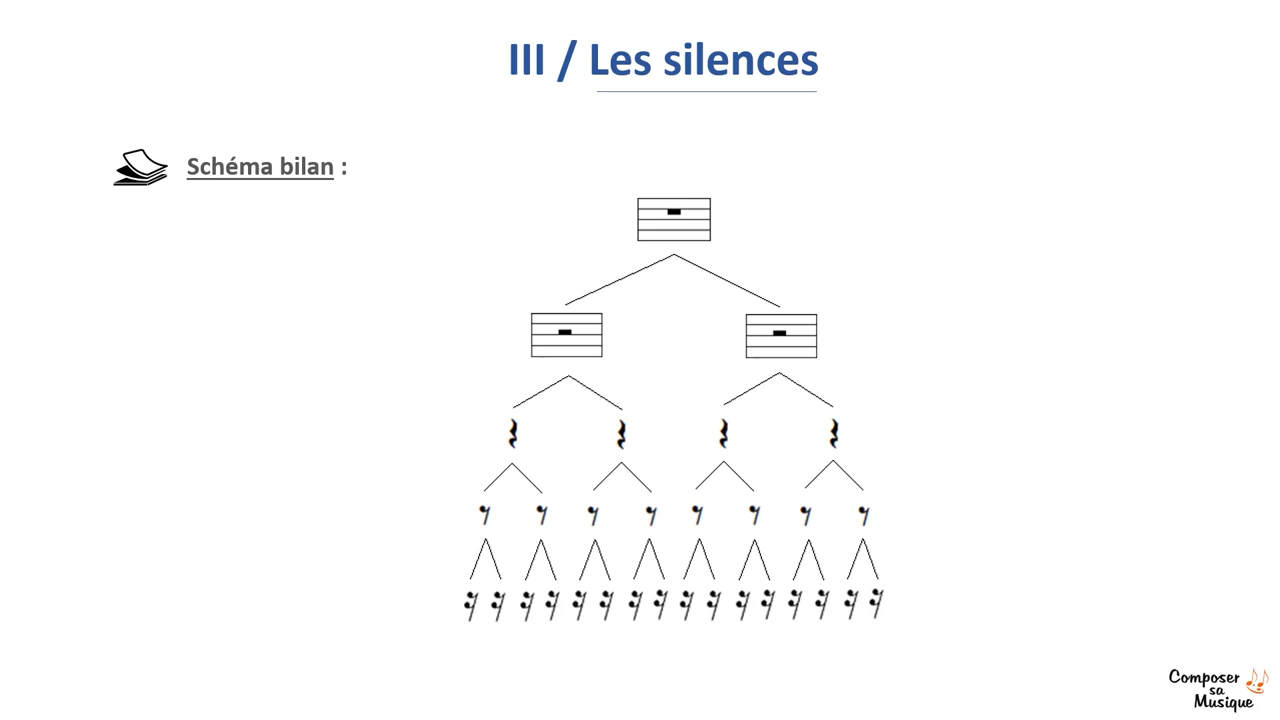 III / Les silences
Schéma bilan :
Composer
sa
Musique